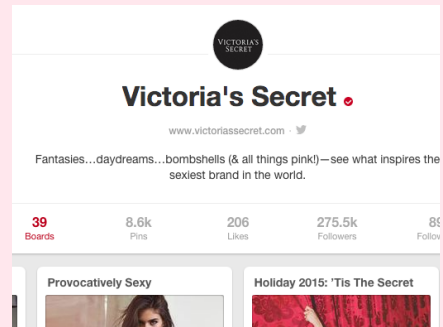 VICTORIA'S
SECRET
Victoria's Secret
www.victoriassecret.com ·
Fantasies…daydreams…bombshells (& all things pink!)—see what inspires the
sexiest brand in the world.
39 8.6k 206 275.5k
Boards Pins Likes Followers
Provocatively Sexy Holiday 2015: 'Tis The Secret